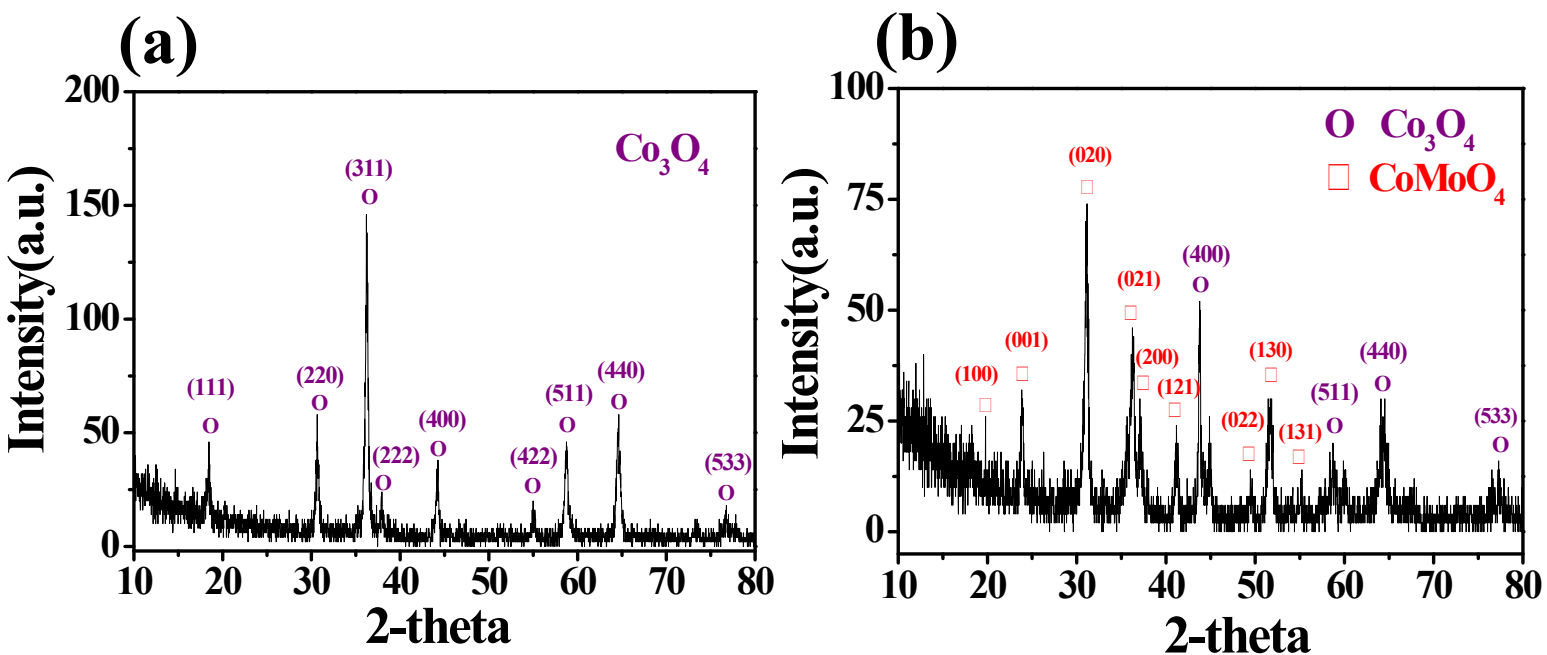 (a)
200
150
100
50
0
Intensity(a.u.)
Co₃O₄
(111)
O
(220)
O
(311)
O
(222)
O
(400)
O
(422)
O
(511)
O
(440)
O
(533)
O
10 20 30 40 50 60 70 80
2-theta
(b)
100
75
50
25
0
Intensity(a.u.)
O Co₃O₄
□ CoMoO₄
(100)
(001)
(020)
(021)
(200)
(121)
(400)
O
(022)
(130)
(131)
(511)
O
(440)
O
(533)
O
10 20 30 40 50 60 70 80
2-theta